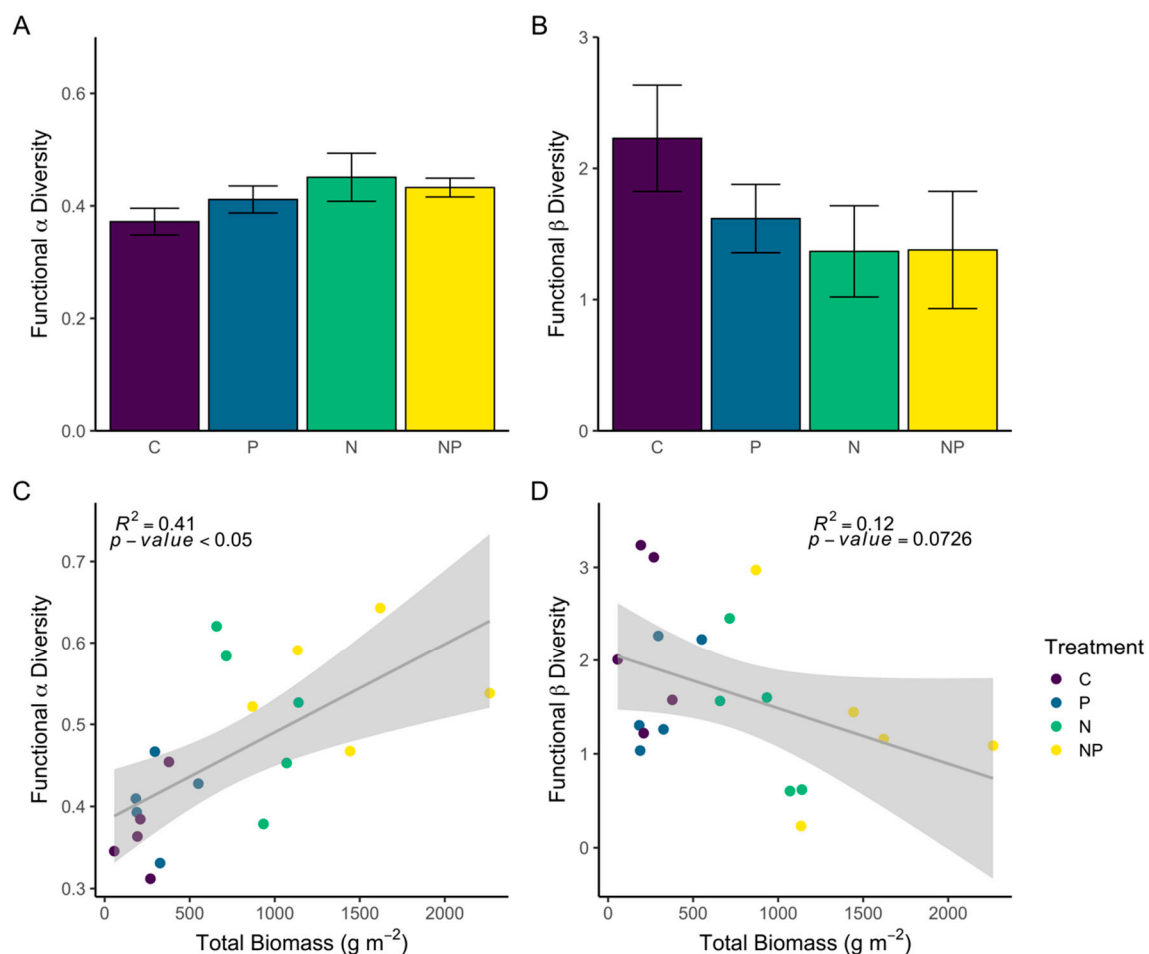 A
Functional α Diversity
0.6
0.4
0.2
0.0
C P N NP
B
Functional β Diversity
3
2
1
0
C P N NP
C
R² = 0.41
p − value < 0.05
Functional α Diversity
0.7
0.6
0.5
0.4
0.3
0 500 1000 1500 2000
Total Biomass (g m⁻²)
D
R² = 0.12
p − value = 0.0726
Functional β Diversity
3
2
1
0
0 500 1000 1500 2000
Total Biomass (g m⁻²)
Treatment
C
P
N
NP